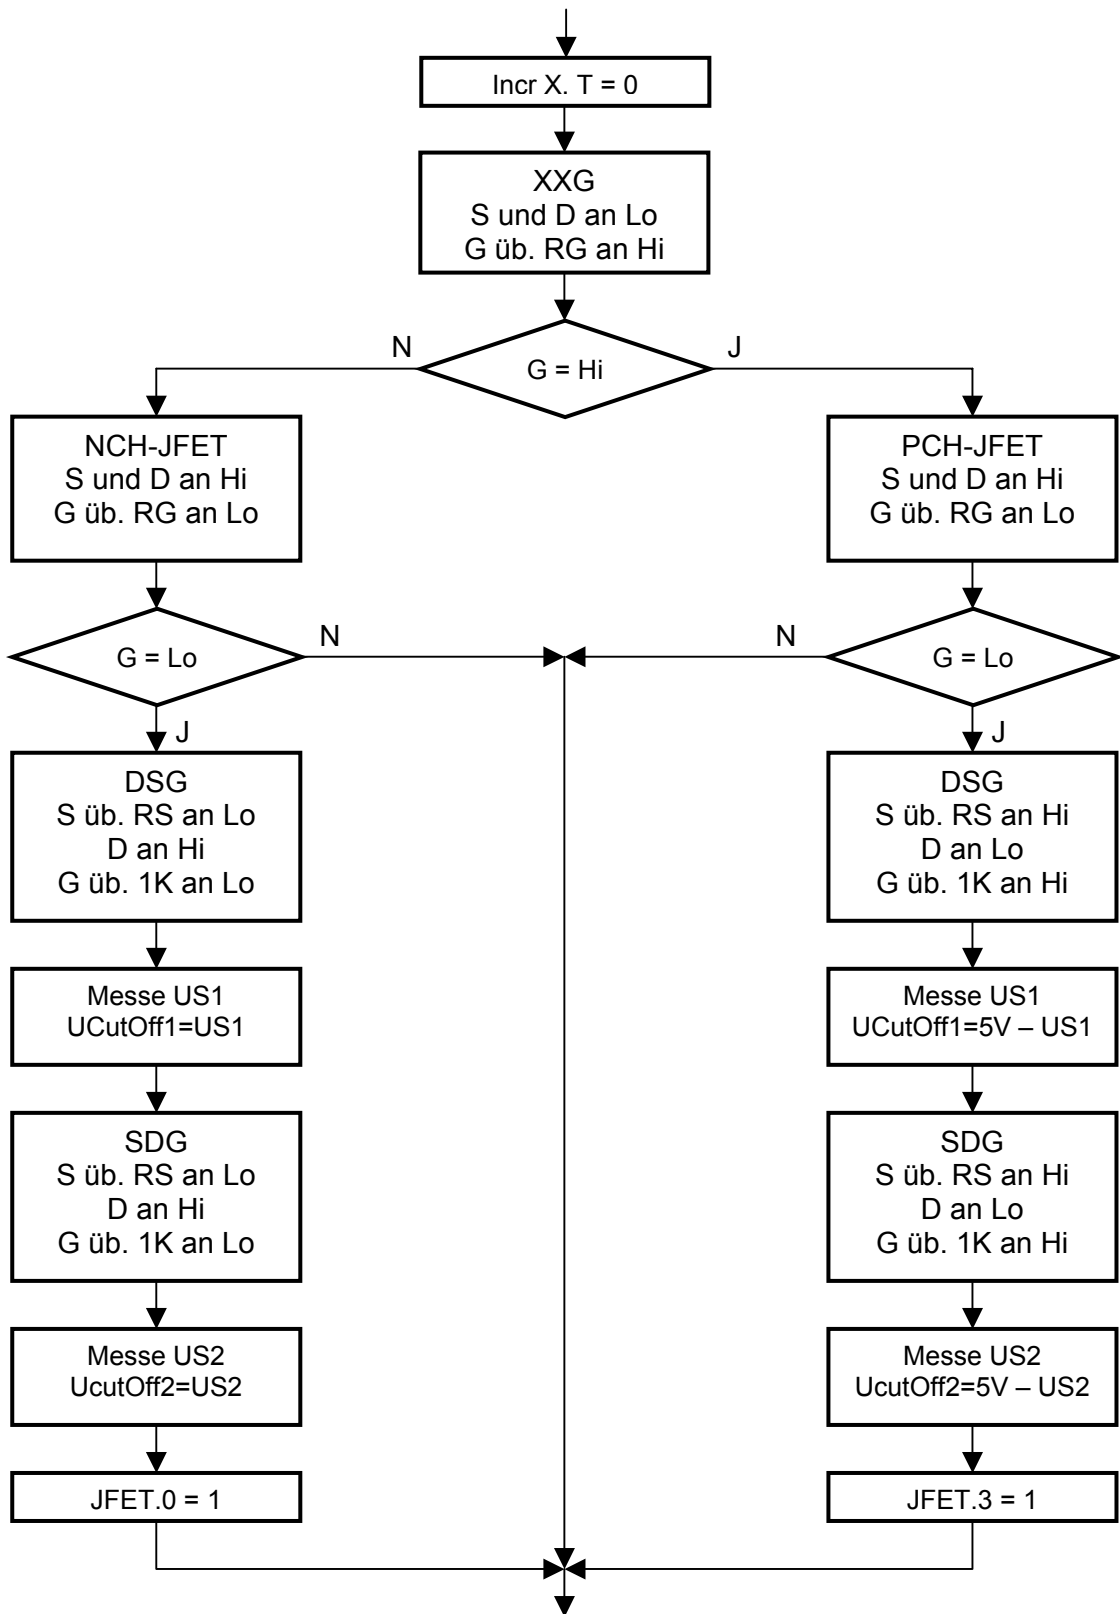 Incr X. T = 0
XXG
S und D an Lo
G üb. RG an Hi
N
J
G = Hi
NCH-JFET
S und D an Hi
G üb. RG an Lo
PCH-JFET
S und D an Hi
G üb. RG an Lo
G = Lo
N
N
G = Lo
J
J
DSG
S üb. RS an Lo
D an Hi
G üb. 1K an Lo
DSG
S üb. RS an Hi
D an Lo
G üb. 1K an Hi
Messe US1
UCutOff1=US1
Messe US1
UCutOff1=5V – US1
SDG
S üb. RS an Lo
D an Hi
G üb. 1K an Lo
SDG
S üb. RS an Hi
D an Lo
G üb. 1K an Hi
Messe US2
UcutOff2=US2
Messe US2
UcutOff2=5V – US2
JFET.0 = 1
JFET.3 = 1